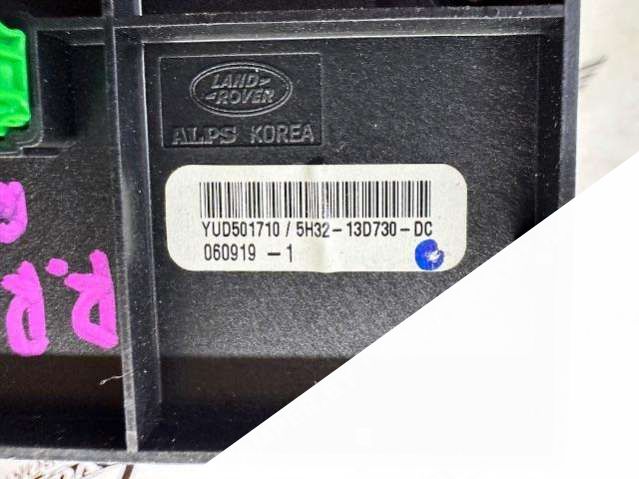 LAND-
-ROVER
ALPS KOREA
YUD501710 / 5H32-13D730-DC
060919 -1
R.R